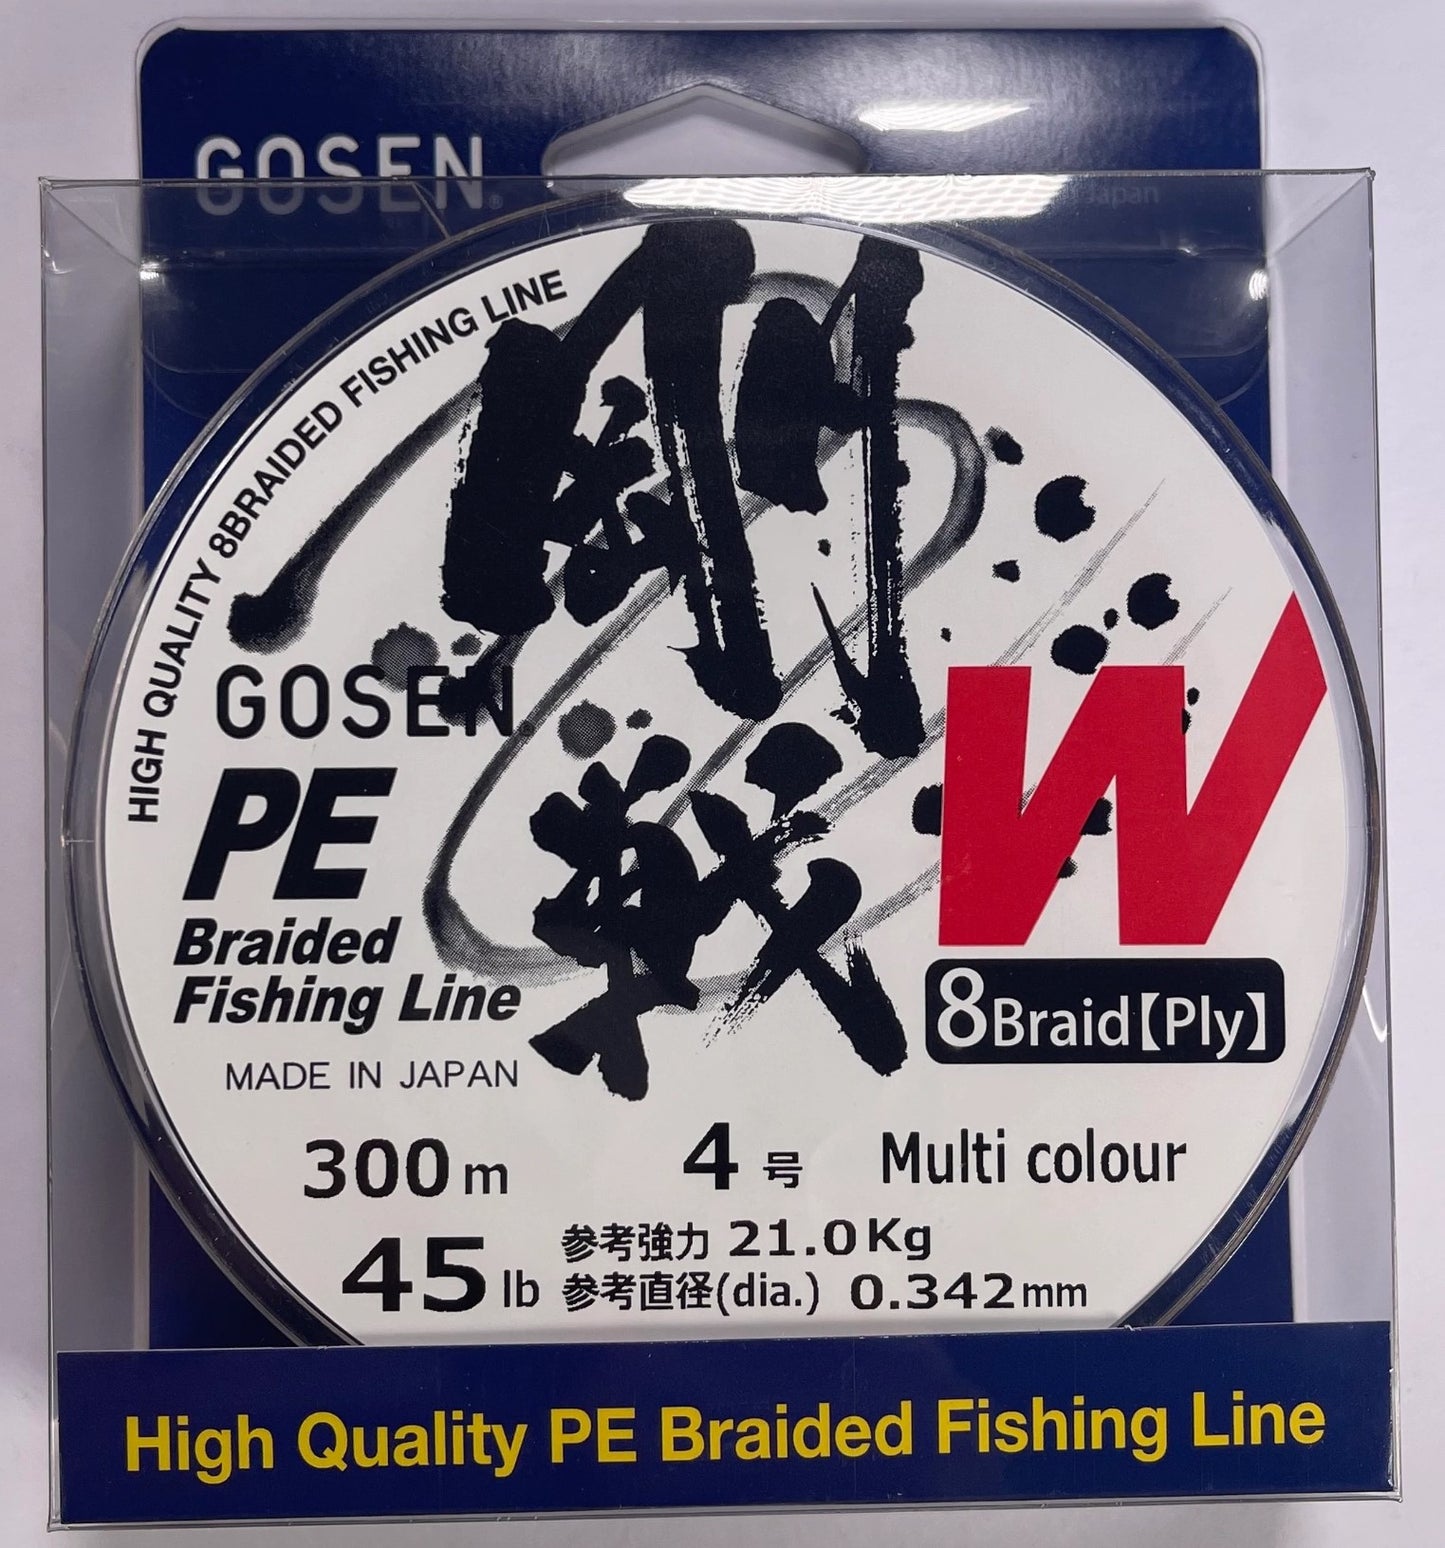 GOSEN®
Japan
HIGH QUALITY 8BRAIDED FISHING LINE
剛戦
W
GOSEN®
PE
Braided
Fishing Line
MADE IN JAPAN
8Braid【Ply】
300m 4号 Multi colour
45lb 参考強力 21.0Kg
参考直径(dia.) 0.342mm
High Quality PE Braided Fishing Line